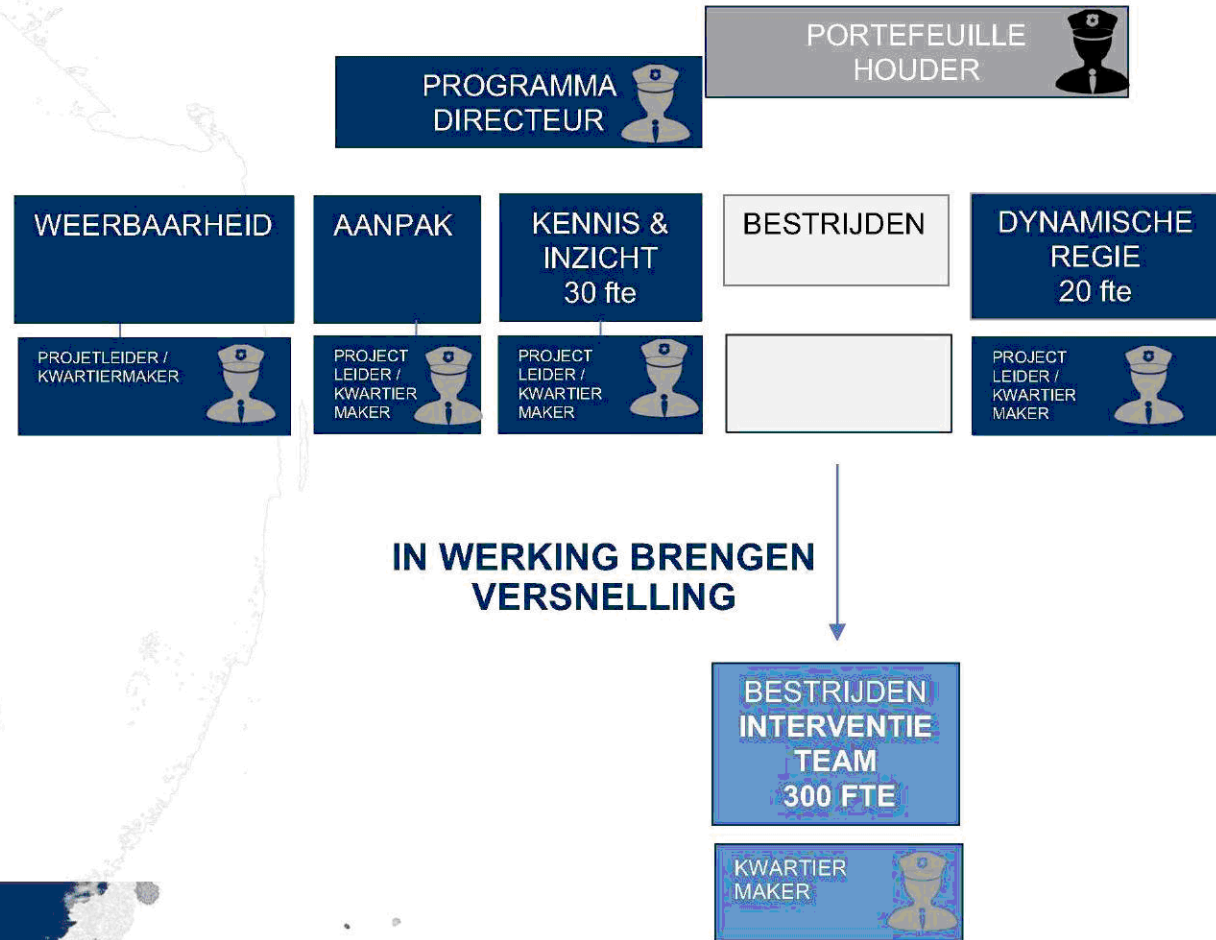 PORTEFEUILLE
HOUDER
PROGRAMMA
DIRECTEUR
WEERBAARHEID
AANPAK
KENNIS &
INZICHT
30 fte
BESTRIJDEN
DYNAMISCHE
REGIE
20 fte
PROJETLEIDER /
KWARTIERMAKER
PROJECT
LEIDER /
KWARTIER
MAKER
PROJECT
LEIDER /
KWARTIER
MAKER
PROJECT
LEIDER /
KWARTIER
MAKER
IN WERKING BRENGEN
VERSNELLING
BESTRIJDEN
INTERVENTIE
TEAM
300 FTE
KWARTIER
MAKER